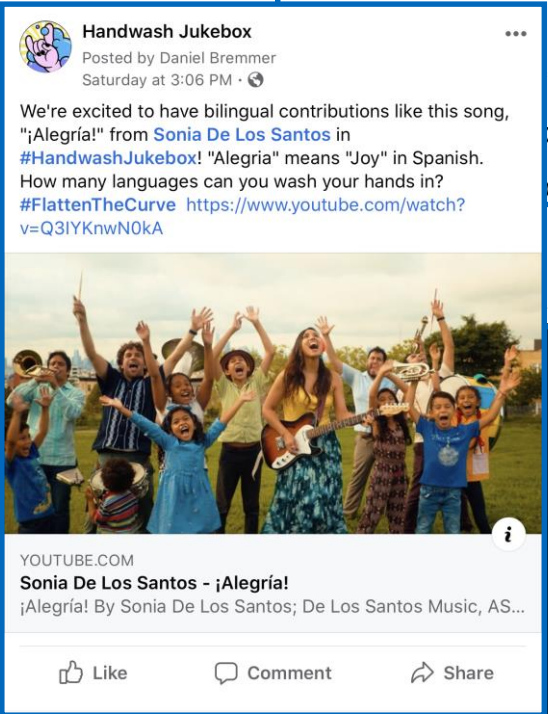 Handwash Jukebox
Posted by Daniel Bremmer
Saturday at 3:06 PM ·
We're excited to have bilingual contributions like this song,
"¡Alegría!" from Sonia De Los Santos in
#HandwashJukebox! "Alegria" means "Joy" in Spanish.
How many languages can you wash your hands in?
#FlattenTheCurve https://www.youtube.com/watch?
v=Q3IYKnwN0kA
i
YOUTUBE.COM
Sonia De Los Santos - ¡Alegría!
¡Alegría! By Sonia De Los Santos; De Los Santos Music, AS...
Like Comment Share